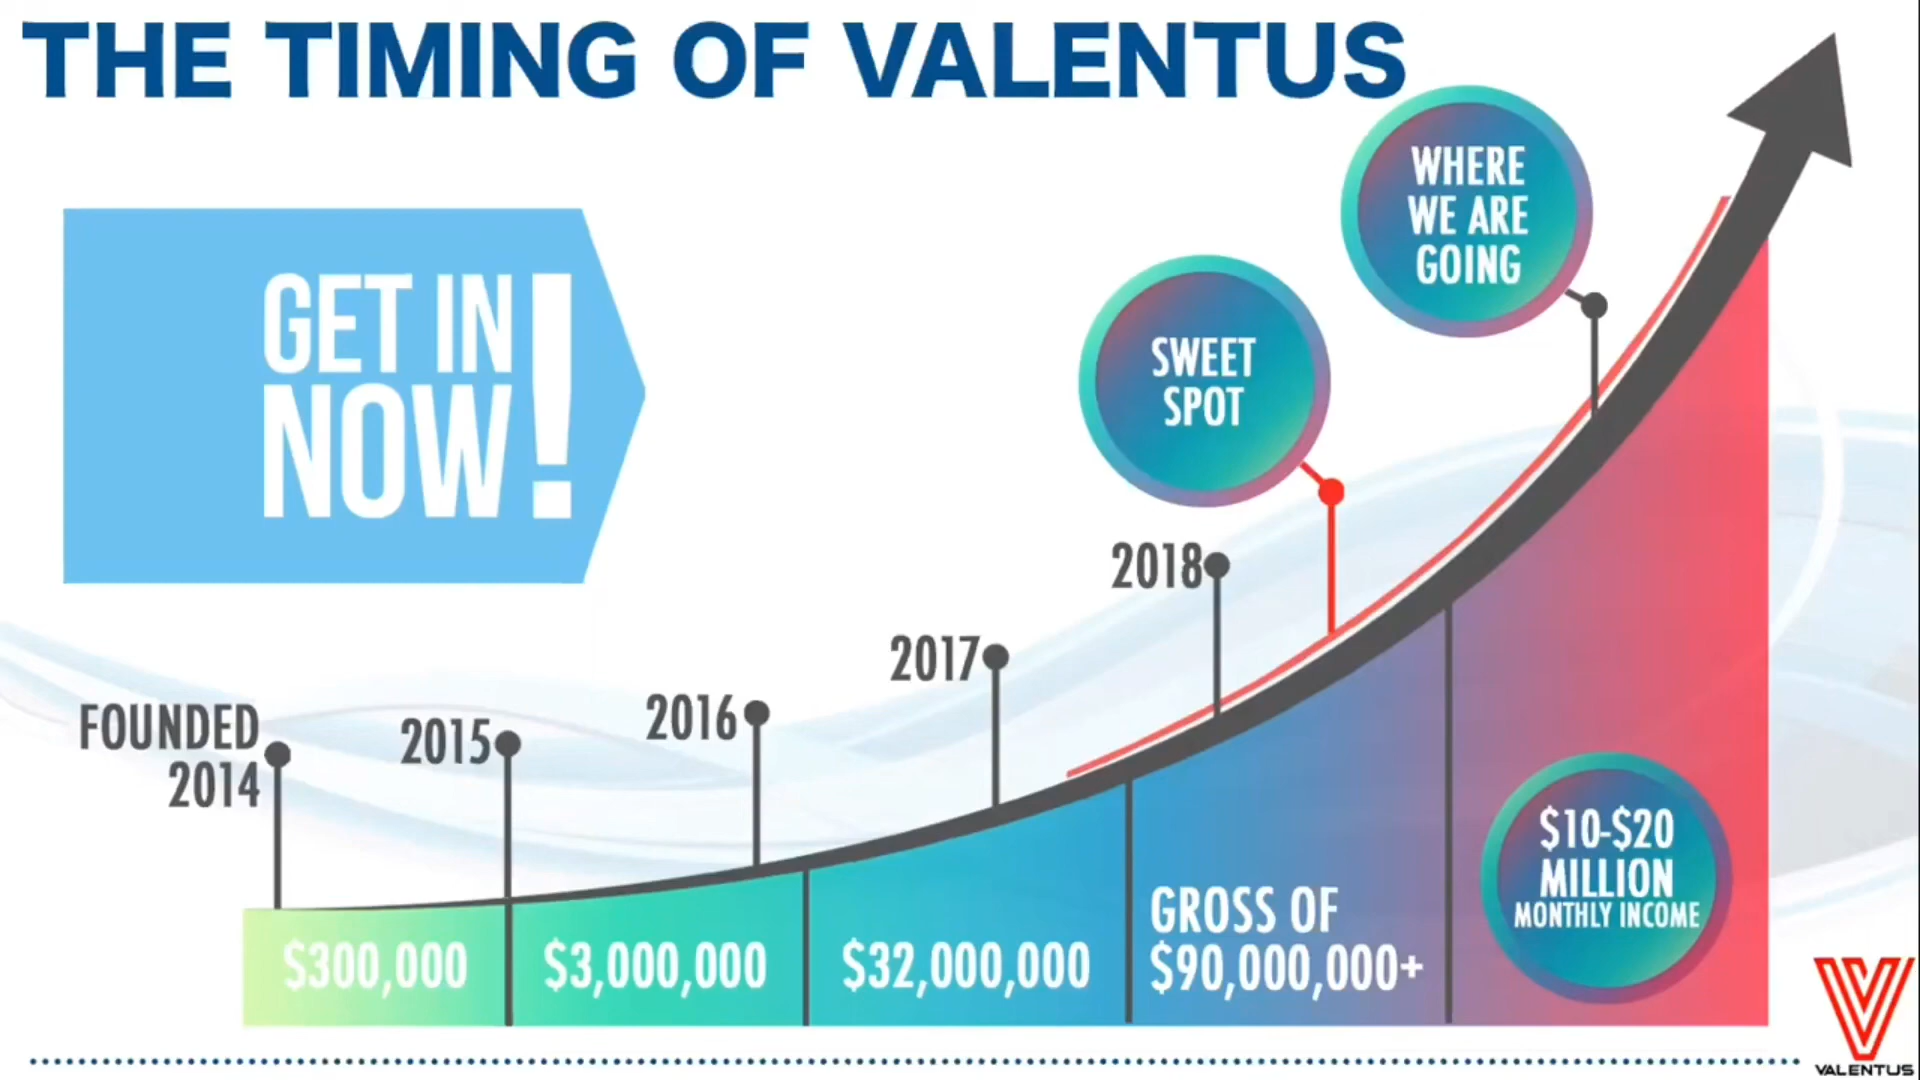 THE TIMING OF VALENTUS
GET IN
NOW!
WHERE
WE ARE
GOING
SWEET
SPOT
2018
2017
2016
2015
FOUNDED
2014
$300,000
$3,000,000
$32,000,000
GROSS OF
$90,000,000+
$10-$20
MILLION
MONTHLY INCOME
VALENTUS